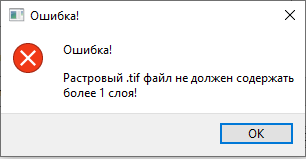 Ошибка!
Ошибка!
Растровый .tif файл не должен содержать
более 1 слоя!
OK